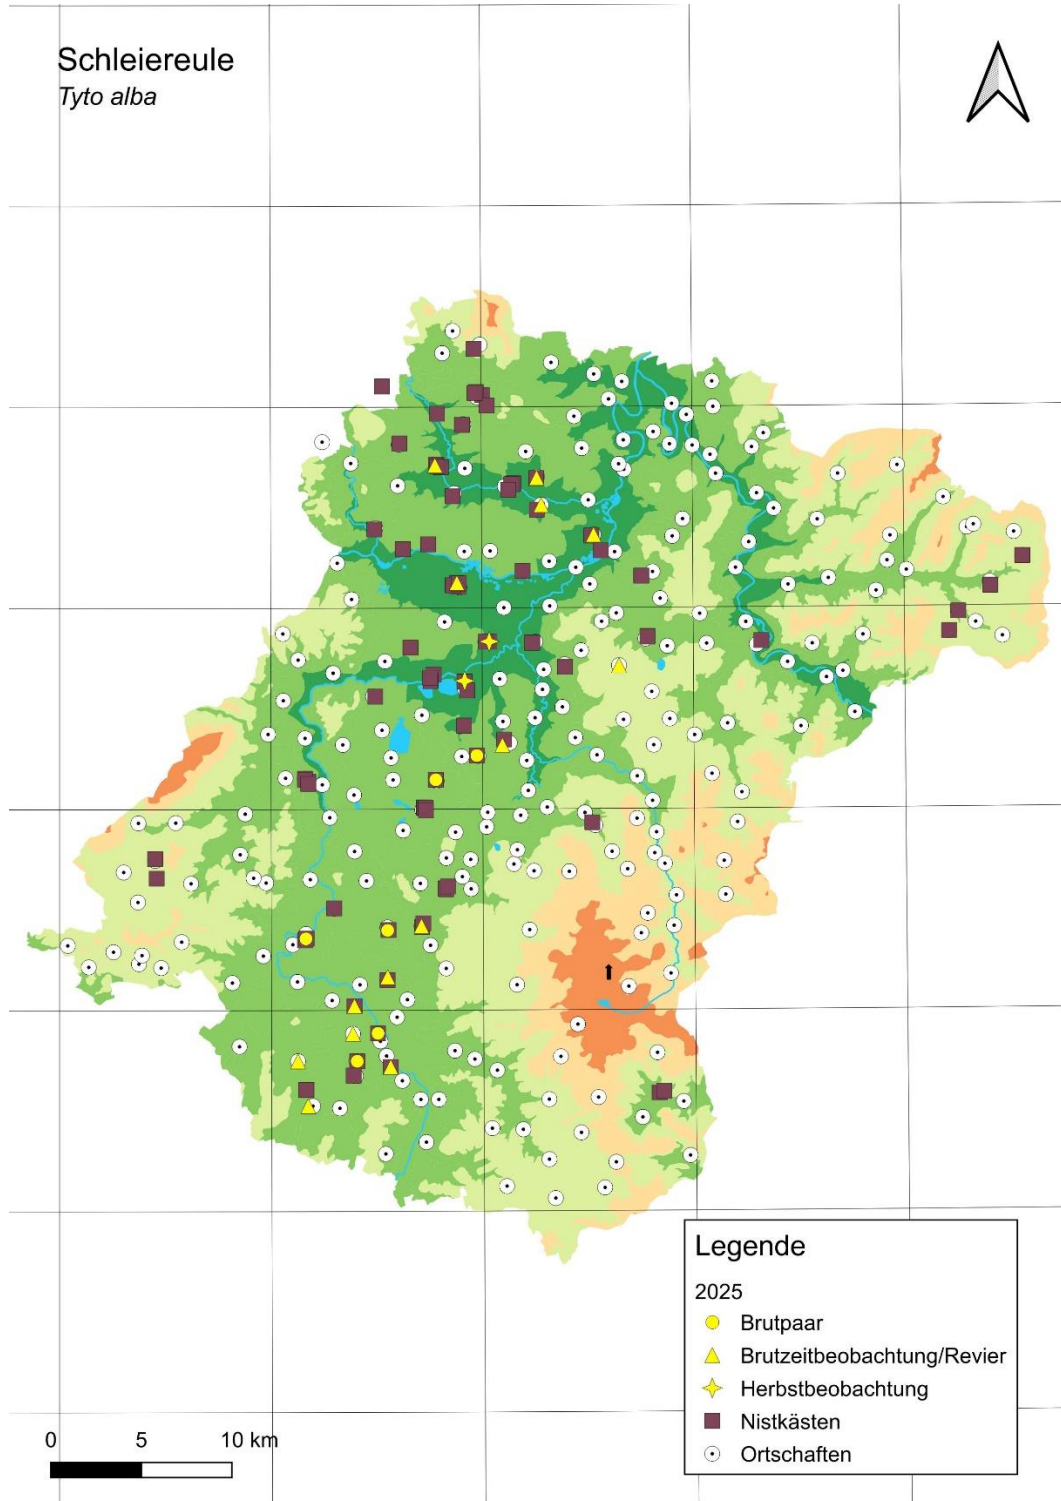 Schleiereule
Tyto alba
Legende
2025
Brutpaar
Brutzeitbeobachtung/Revier
Herbstbeobachtung
Nistkästen
Ortschaften
0 5 10 km